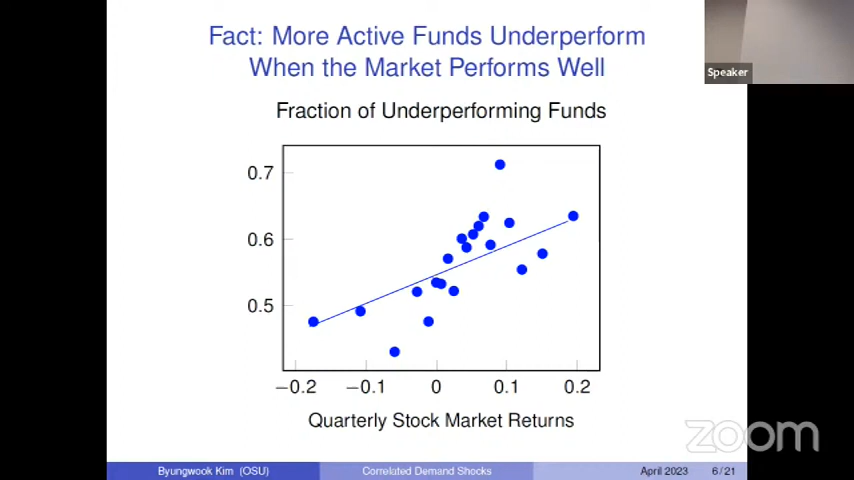 Fact: More Active Funds Underperform
When the Market Performs Well
Speaker
Fraction of Underperforming Funds
0.7
0.6
0.5
−0.2 −0.1 0 0.1 0.2
Quarterly Stock Market Returns
zoom
Byungwook Kim (OSU) Correlated Demand Shocks April 2023 6 / 21